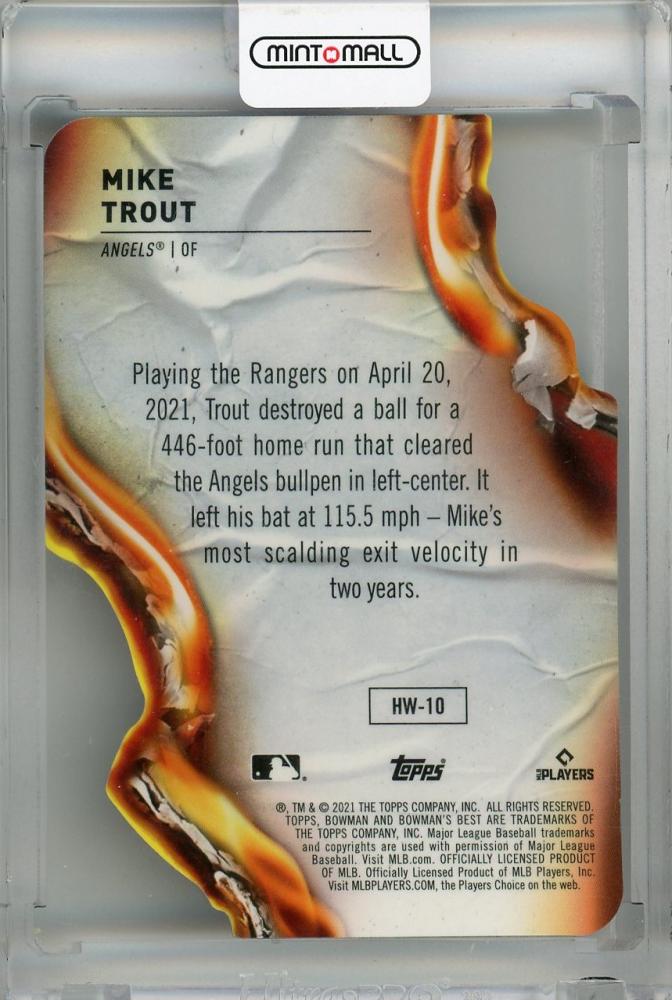 MINT MALL
MIKE
TROUT
ANGELS® | OF
Playing the Rangers on April 20,
2021, Trout destroyed a ball for a
446-foot home run that cleared
the Angels bullpen in left-center. It
left his bat at 115.5 mph – Mike's
most scalding exit velocity in
two years.
HW-10
® Topps® PLAYERS
®, TM & © 2021 THE TOPPS COMPANY, INC. ALL RIGHTS RESERVED.
TOPPS, BOWMAN AND BOWMAN'S BEST ARE TRADEMARKS OF
THE TOPPS COMPANY, INC. Major League Baseball trademarks
and copyrights are used with permission of Major League
Baseball. Visit MLB.com. OFFICIALLY LICENSED PRODUCT
OF MLB. Officially Licensed Product of MLB Players, Inc.
Visit MLBPLAYERS.COM, the Players Choice on the web.